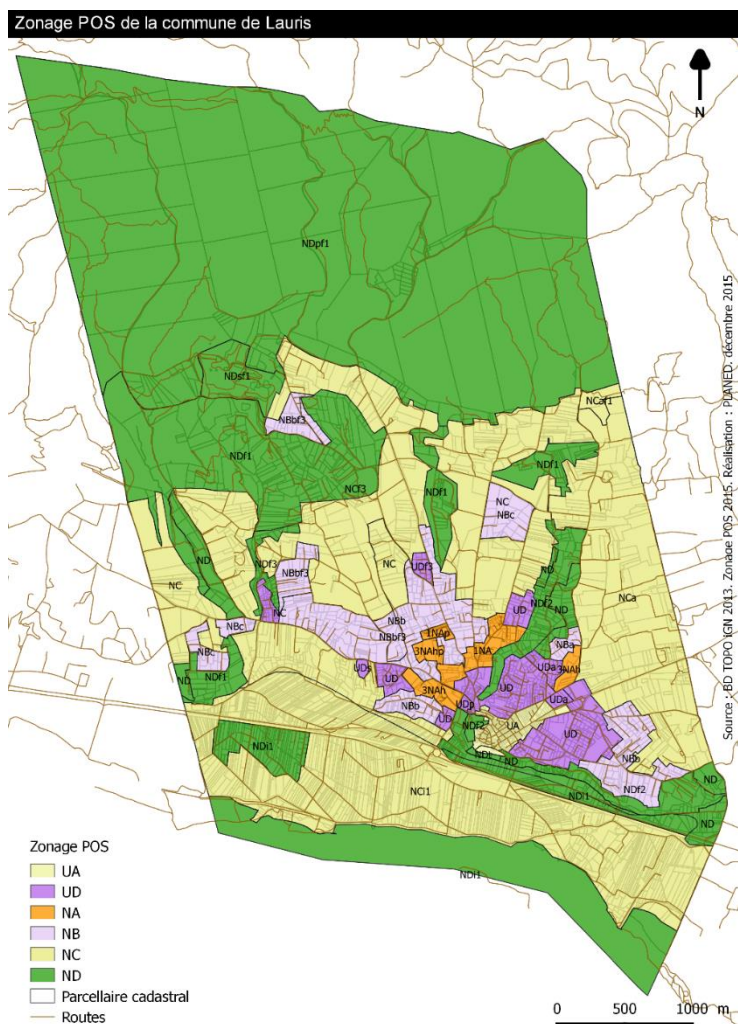 Zonage POS de la commune de Lauris
N
NDpf1
NDsf1
NCaf1
NBbf3
NDf1
NDf1
NCf3
NDf1
NC
NBc
ND
NC
ND
NDf3
UDf3
NBbf3
NC
NDf2
ND
NCa
UD
NC
NBc
NBb
1NAp
NBbf3
NBa
NBc
3NAhp
1NA
UDa
3NAh
UDs
UD
ND
NDf1
3NAh
UD
NBb
UDp
UDa
UD
NDf2
UA
UD
NDi1
NDi
ND
NBb
ND
NCi1
NDi1
NDf2
ND
NDi1
Source : BD TOPO IGN 2013. Zonage POS 2015. Réalisation : PLANED. décembre 2015
Zonage POS
UA
UD
NA
NB
NC
ND
Parcellaire cadastral
Routes
0 500 1000 m